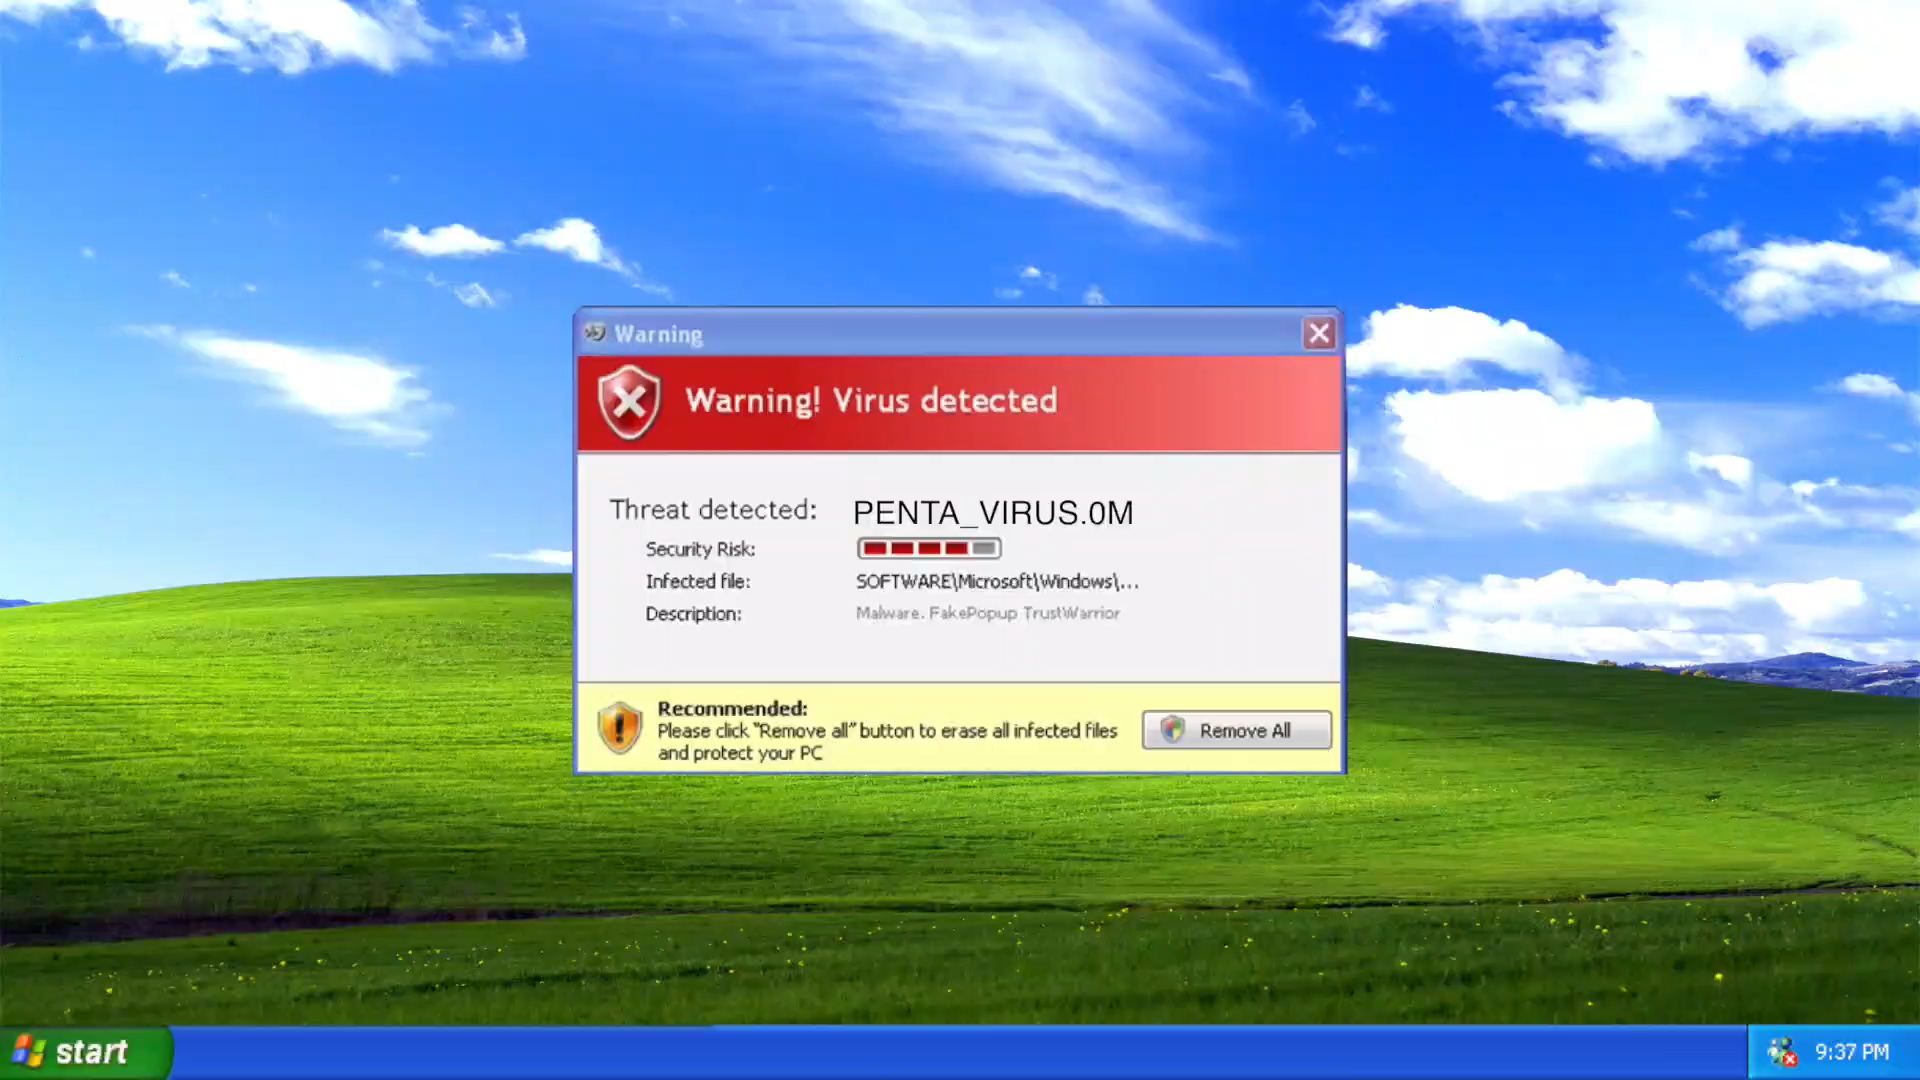 Warning
Warning! Virus detected
Threat detected: PENTA_VIRUS.0M
Security Risk:
Infected file: SOFTWARE\Microsoft\Windows\...
Description: Malware. FakePopup TrustWarrior
Recommended:
Please click "Remove all" button to erase all infected files
and protect your PC
Remove All
start
9:37 PM